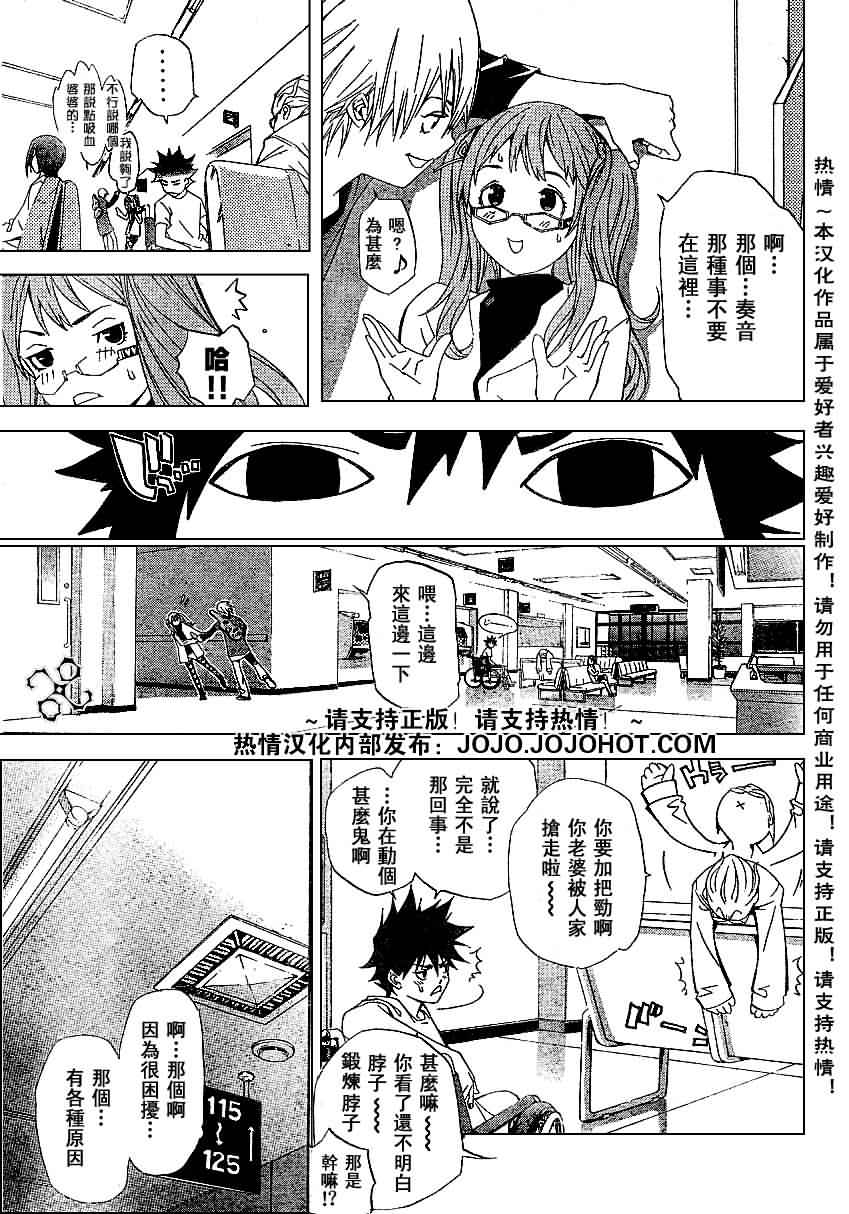 啊…
那個…奏音
那種事不要
在這裡…
嗯?
為甚麼
♪
……
我說夠了
不行說哪個
那說點吸血
婆婆的…
哈!!
喂…這邊
來這邊一下
~请支持正版! 请支持热情! ~
热情汉化内部发布: JOJO.JOJOHOT.COM
你要加把勁啊
你老婆被人家
搶走啦~~
就說了…
完全不是
那回事…
…你在動個
甚麼鬼啊
甚麼嘛~~
你看了還不明白
脖子~~
鍛煉脖子
那是
幹嘛!?
啊…那個啊
因為很困擾…
那個…
有各種原因
115
~
125
热情~本汉化作品属于爱好者兴趣爱好制作! 请勿用于任何商业用途! 请支持正版! 请支持热情!